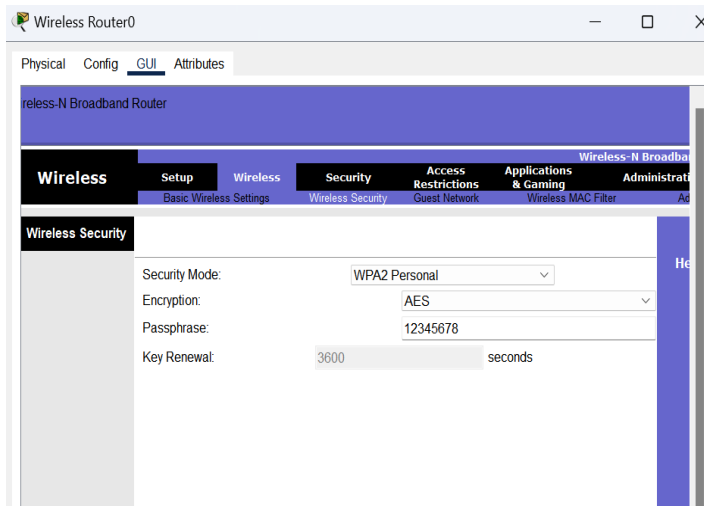 Wireless Router0
Physical Config GUI Attributes
reless-N Broadband Router
Wireless-N Broadba
Wireless
Setup Wireless Security Access Restrictions Applications & Gaming Administrati
Basic Wireless Settings Wireless Security Guest Network Wireless MAC Filter Ad
Wireless Security
He
Security Mode: WPA2 Personal
Encryption: AES
Passphrase: 12345678
Key Renewal: 3600 seconds